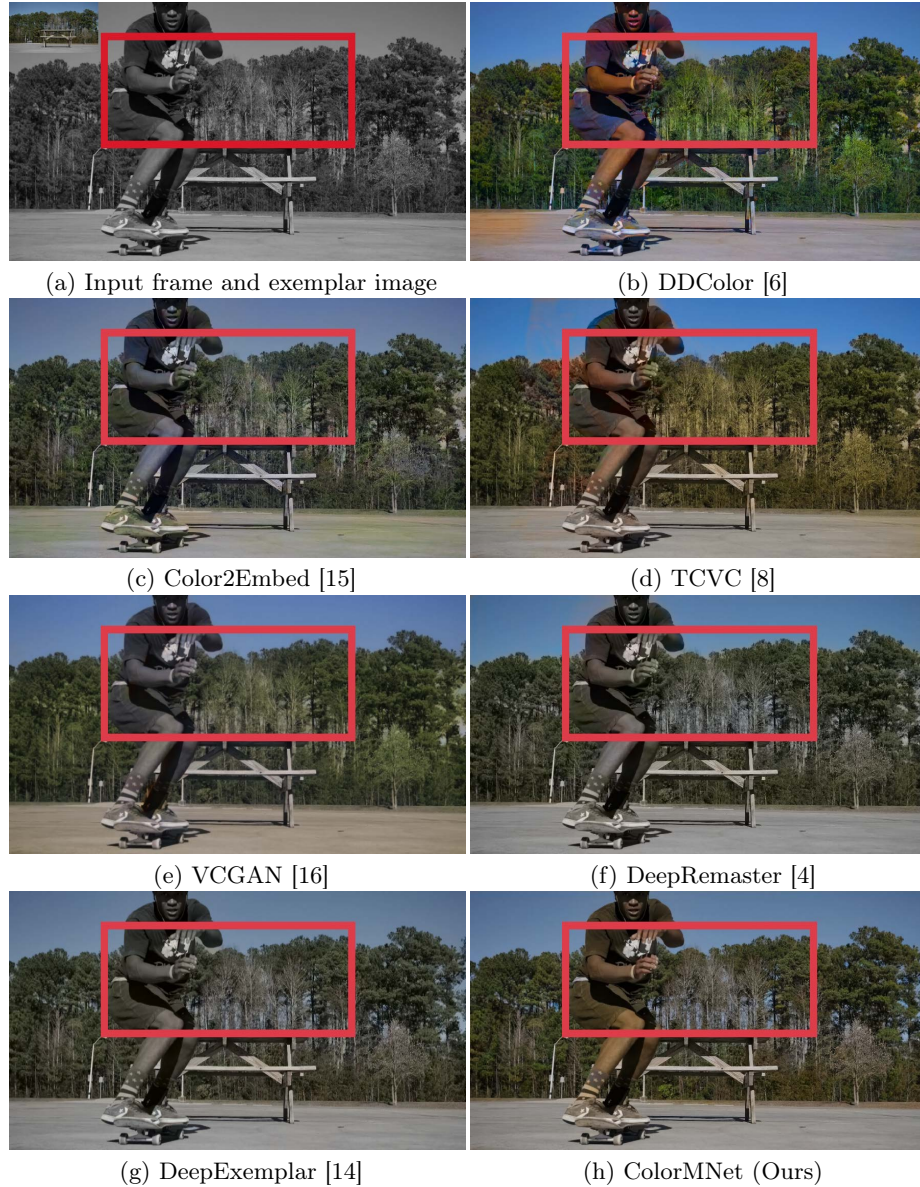 (a) Input frame and exemplar image
(b) DDColor [6]
(c) Color2Embed [15]
(d) TCVC [8]
(e) VCGAN [16]
(f) DeepRemaster [4]
(g) DeepExemplar [14]
(h) ColorMNet (Ours)